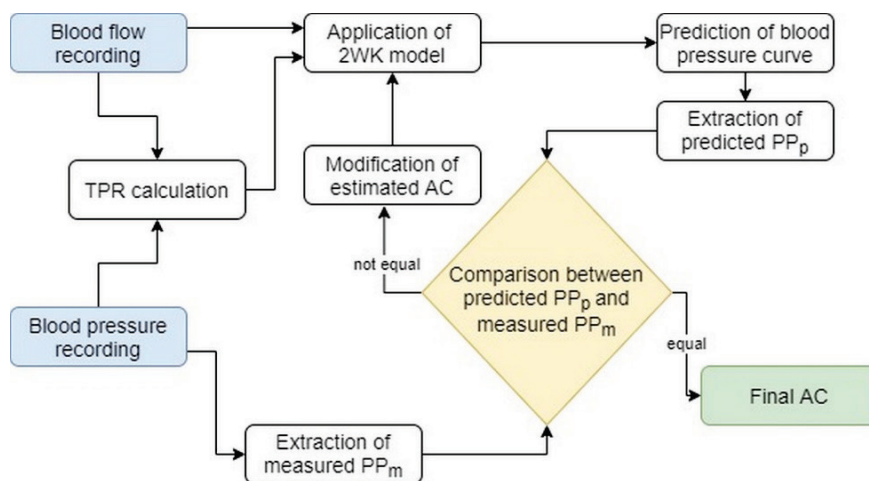 Blood flow
recording
Application of
2WK model
Prediction of blood
pressure curve
Extraction of
predicted PPp
TPR calculation
Modification of
estimated AC
not equal
Comparison between
predicted PPp and
measured PPm
equal
Blood pressure
recording
Final AC
Extraction of
measured PPm